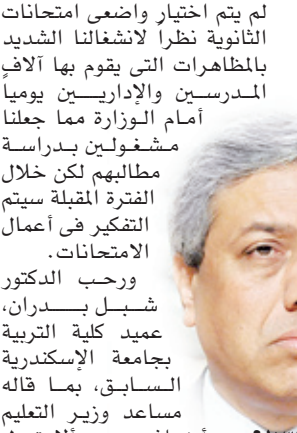 لم يتم اختيار واضعى امتحانات
الثانوية نظراً لانشغالنا الشديد
بالمظاهرات التى يقوم بها آلافٍ
المدرسين والإداريين يومياً
أمام الوزارة مما جعلنا
مشغولين بدراسة
مطالبهم لكن خلال
الفترة المقبلة سيتم
التفكير فى أعمال
الامتحانات.
ورحب الدكتور
شبل بدران،
عميد كلية التربية
بجامعة الإسكندرية
السابق، بما قاله
مساعد وزير التعليم